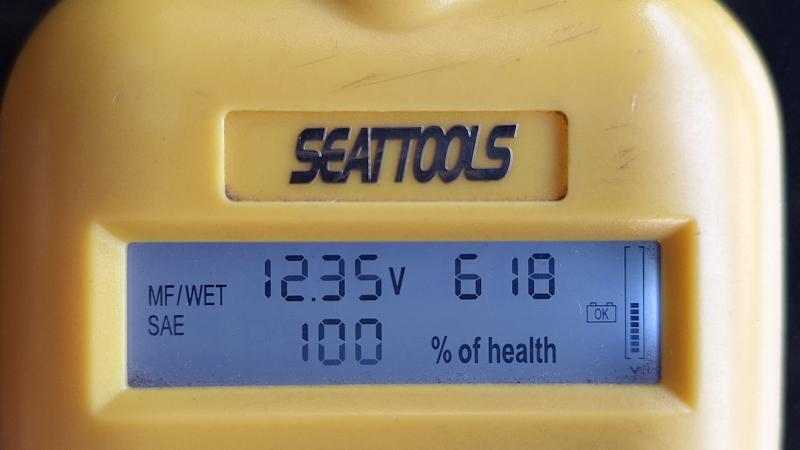 SEATTOOLS
MF/WET 12.35V 618
SAE 100 % of health
OK
V